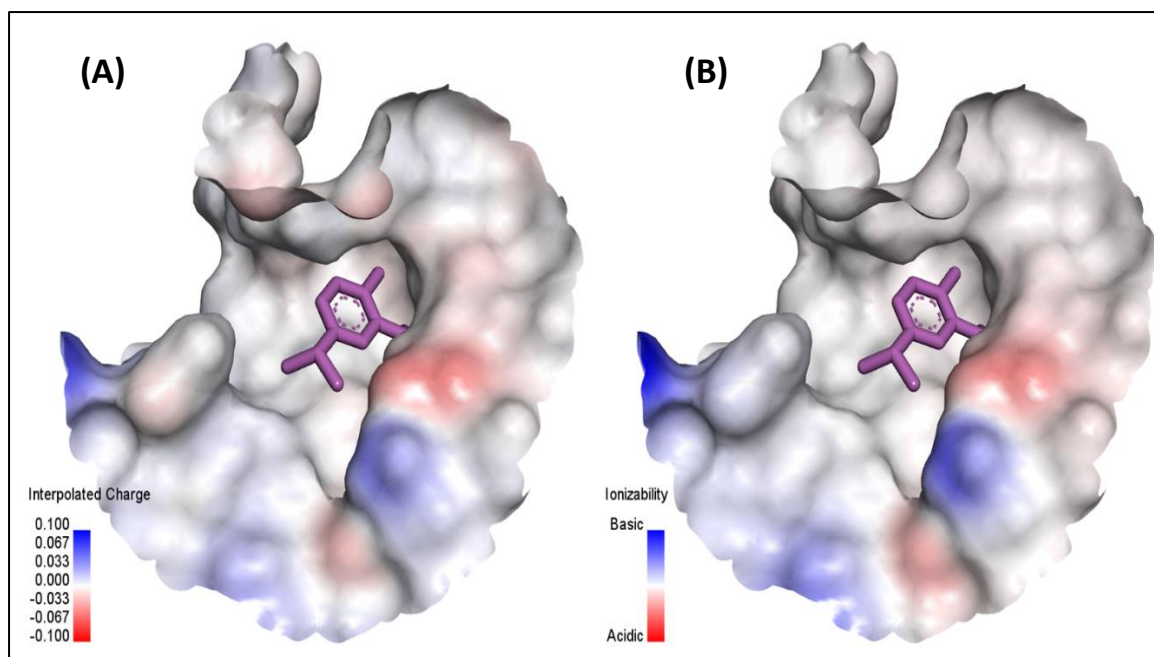 (A)
(B)
Interpolated Charge
0.100
0.067
0.033
0.000
-0.033
-0.067
-0.100
Ionizability
Basic
Acidic